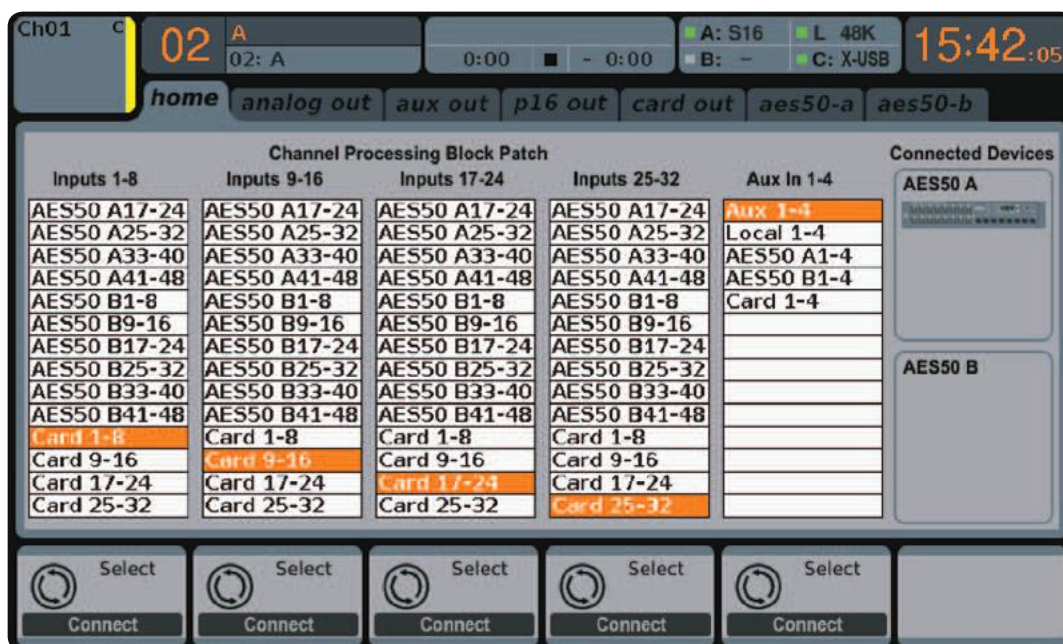 Ch01 C
02
A
02: A
0:00 - 0:00
A: S16 L 48K
B: - C: X-USB
15:42:05
home analog out aux out p16 out card out aes50-a aes50-b
Channel Processing Block Patch
Connected Devices
Inputs 1-8 Inputs 9-16 Inputs 17-24 Inputs 25-32 Aux In 1-4
AES50 A
AES50 A17-24 AES50 A17-24 AES50 A17-24 AES50 A17-24 Aux 1-4
AES50 A25-32 AES50 A25-32 AES50 A25-32 AES50 A25-32 Local 1-4
AES50 A33-40 AES50 A33-40 AES50 A33-40 AES50 A33-40 AES50 A1-4
AES50 A41-48 AES50 A41-48 AES50 A41-48 AES50 A41-48 AES50 B1-4
AES50 B1-8 AES50 B1-8 AES50 B1-8 AES50 B1-8 Card 1-4
AES50 B9-16 AES50 B9-16 AES50 B9-16 AES50 B9-16
AES50 B17-24 AES50 B17-24 AES50 B17-24 AES50 B17-24
AES50 B25-32 AES50 B25-32 AES50 B25-32 AES50 B25-32
AES50 B
AES50 B33-40 AES50 B33-40 AES50 B33-40 AES50 B33-40
AES50 B41-48 AES50 B41-48 AES50 B41-48 AES50 B41-48
Card 1-8 Card 1-8 Card 1-8 Card 1-8
Card 9-16 Card 9-16 Card 9-16 Card 9-16
Card 17-24 Card 17-24 Card 17-24 Card 17-24
Card 25-32 Card 25-32 Card 25-32 Card 25-32
Select Select Select Select Select
Connect Connect Connect Connect Connect